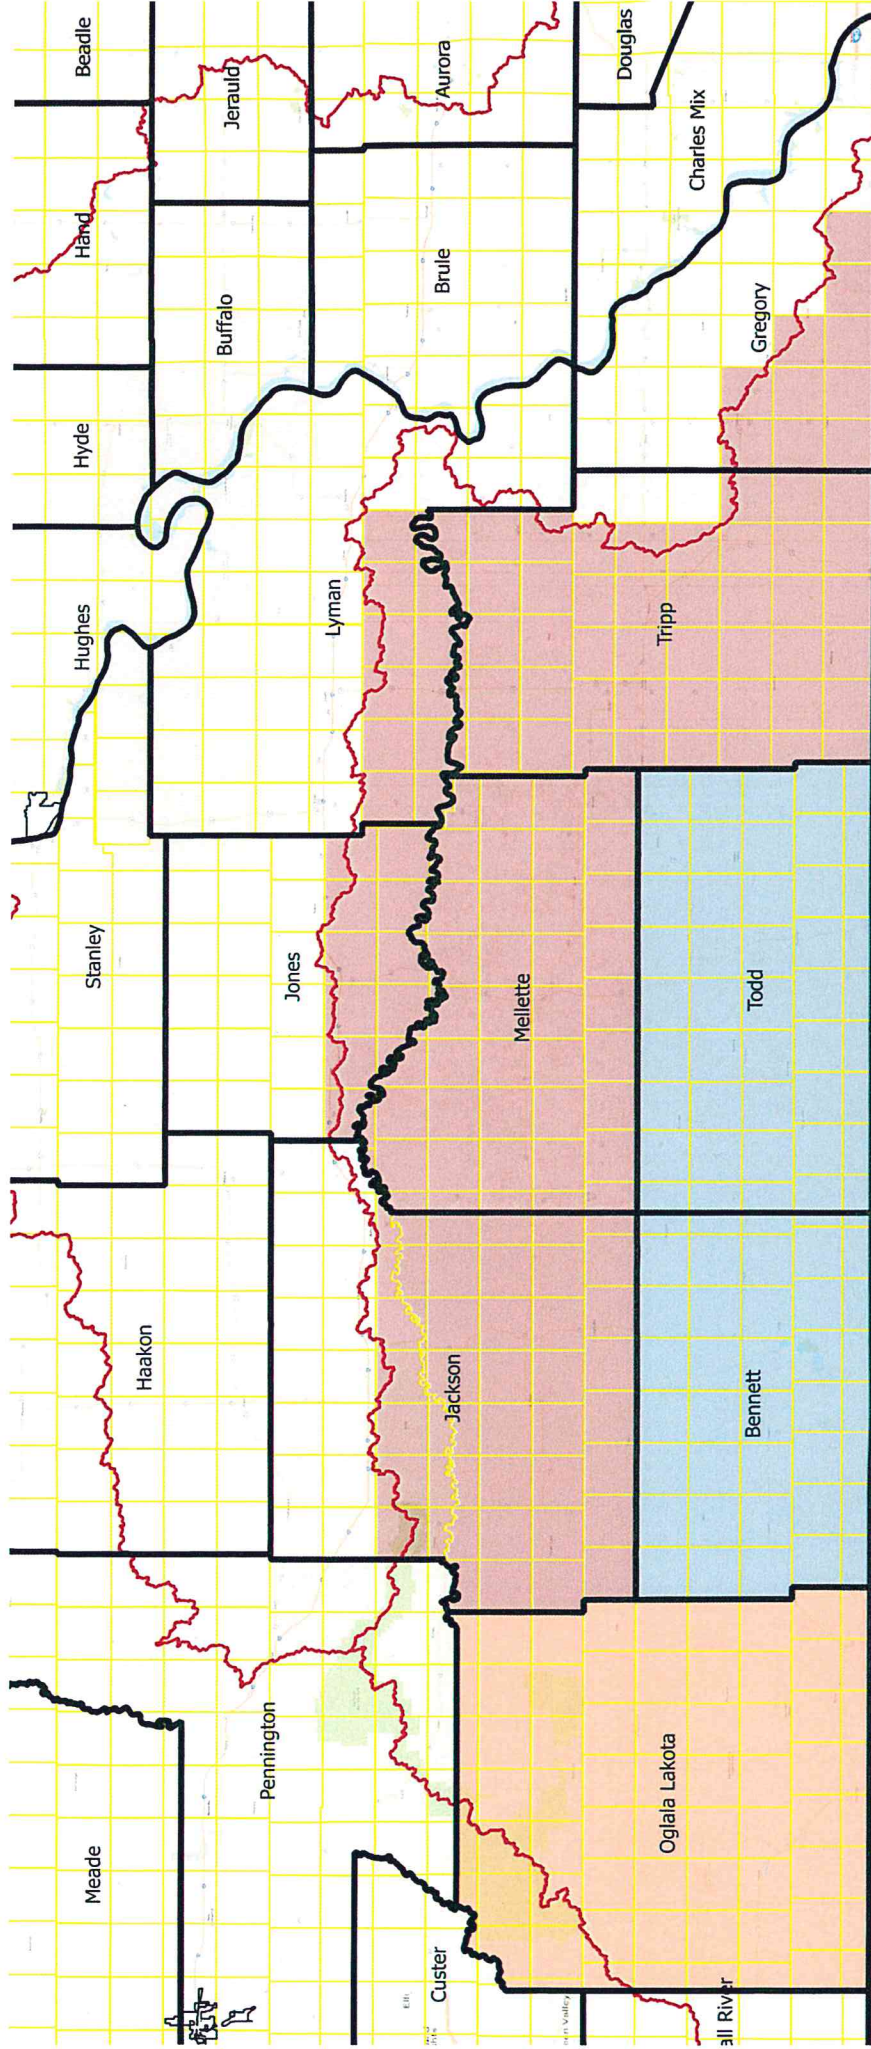 Beadle
Hand
Hyde
Hughes
Stanley
Haakon
Meade
Jerauld
Buffalo
Lyman
Jones
Pennington
Aurora
Brule
Mellette
Jackson
Custer
Douglas
Charles Mix
Gregory
Tripp
Todd
Bennett
Oglala Lakota
all River